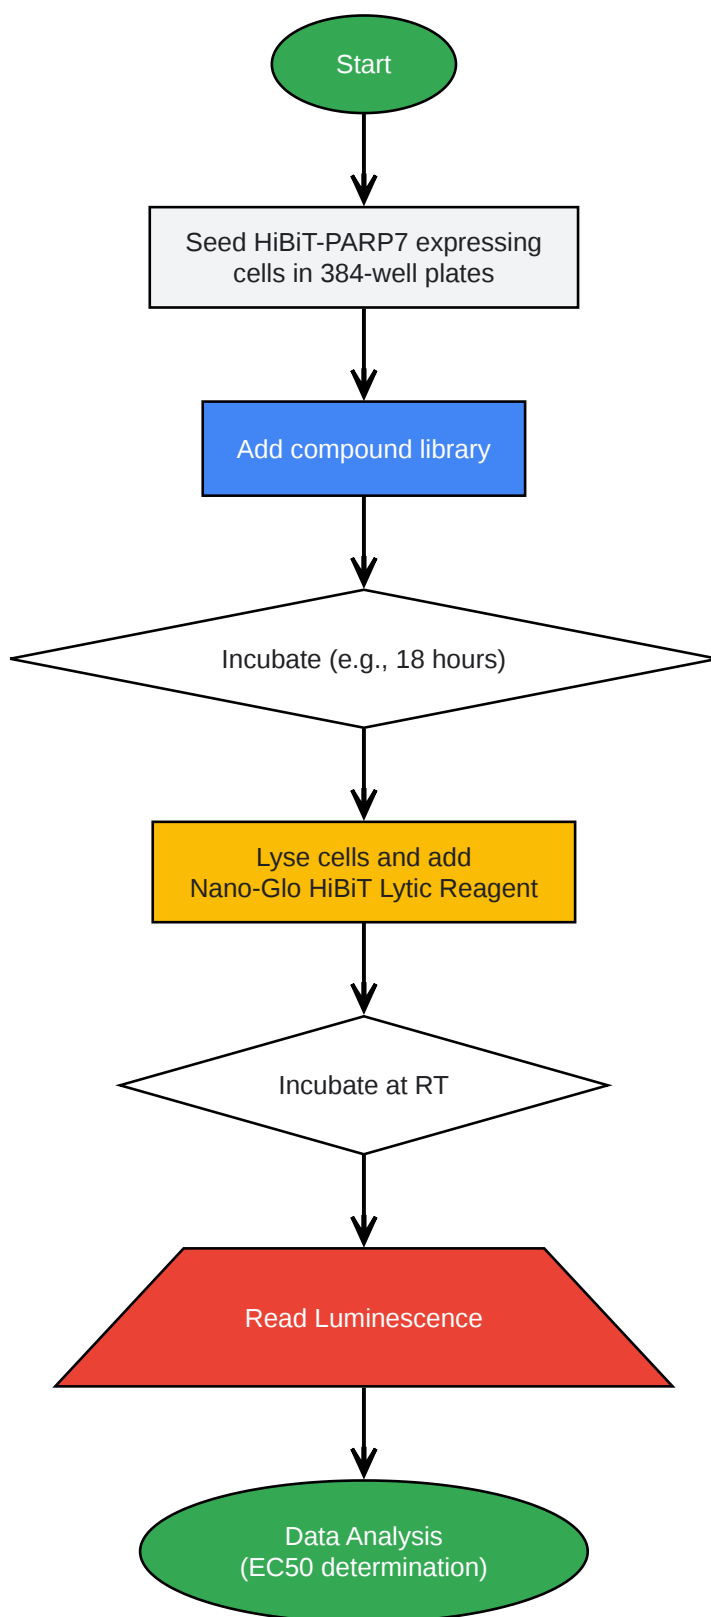 Start
Seed HiBiT-PARP7 expressing
cells in 384-well plates
Add compound library
Incubate (e.g., 18 hours)
Lyse cells and add
Nano-Glo HiBiT Lytic Reagent
Incubate at RT
Read Luminescence
Data Analysis
(EC50 determination)